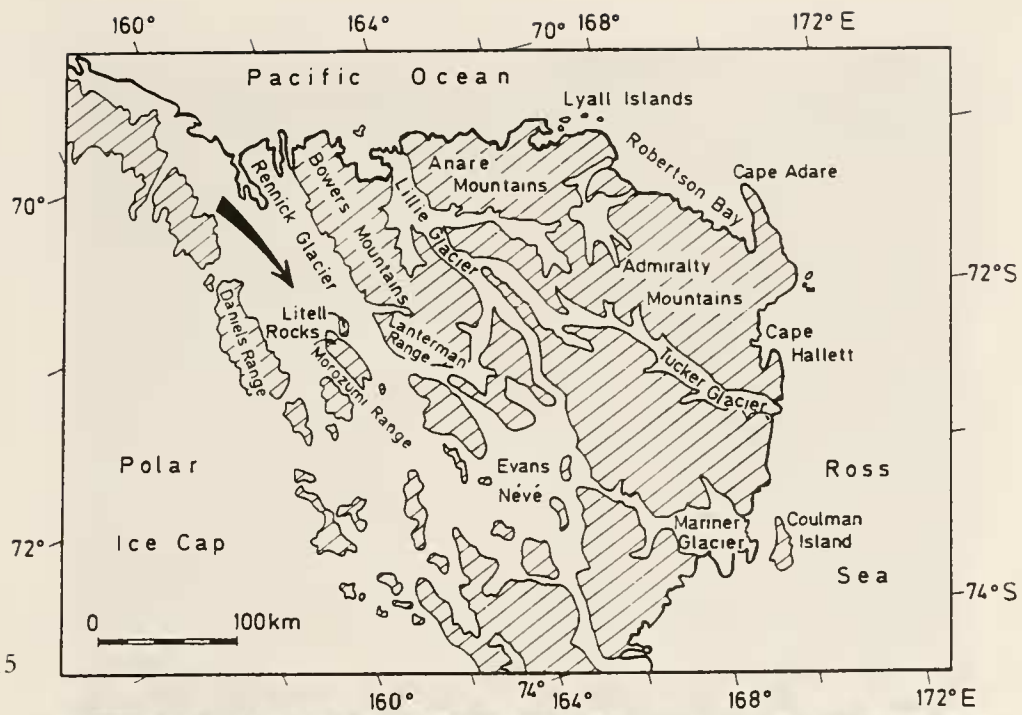 160° 164° 70° 168° 172°
Pacific Ocean
Lyall Islands
Anare
Mountains
Robertson Bay
Cape Adare
Rennick Glacier
Bowers
Mountains
Lillie Glacier
70°
Admiralty
Mountains
72°S
Daniels Range
Litell
Rocks
Morozumi Range
Lanterman
Range
Cape
Hallett
Tucker Glacier
Polar
Ice Cap
Evans
Névé
Ross
Sea
Mariner
Glacier
Coulman
Island
72°
74°S
0 100km
5
160° 74° 164° 168° 172°E